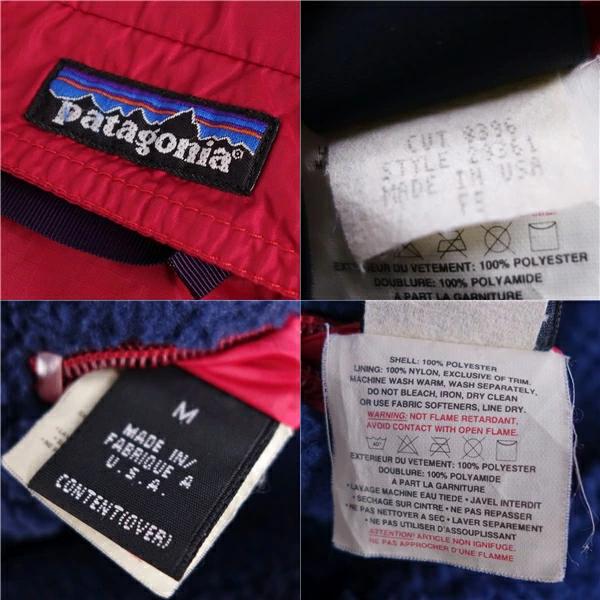 patagonia®
CUT 8396
STYLE 24361
MADE IN USA
FE
EXTERIEUR DU VETEMENT: 100% POLYESTER
DOUBLURE: 100% POLYAMIDE
À PART LA GARNITURE
M
MADE IN/
FABRIQUE A
U.S.A.
CONTENT(OVER)
SHELL: 100% POLYESTER
LINING: 100% NYLON, EXCLUSIVE OF TRIM.
MACHINE WASH WARM, WASH SEPARATELY.
DO NOT BLEACH, IRON, DRY CLEAN
OR USE FABRIC SOFTENERS, LINE DRY.
WARNING: NOT FLAME RETARDANT,
AVOID CONTACT WITH OPEN FLAME.
EXTERIEUR DU VETEMENT: 100% POLYESTER
DOUBLURE: 100% POLYAMIDE
À PART LA GARNITURE
• LAVAGE MACHINE EAU TIEDE • JAVEL INTERDIT
• SECHER SUR CORDE • NE PAS REPASSER
• NE PAS NETTOYER A SEC • LAVER SEPAREMENT
• NE PAS UTILISER D'ASSOUPLISSANT
ATTENTION! ARTICLE NON IGNIFUGE.
NE PAS APPROCHER D'UNE FLAMME